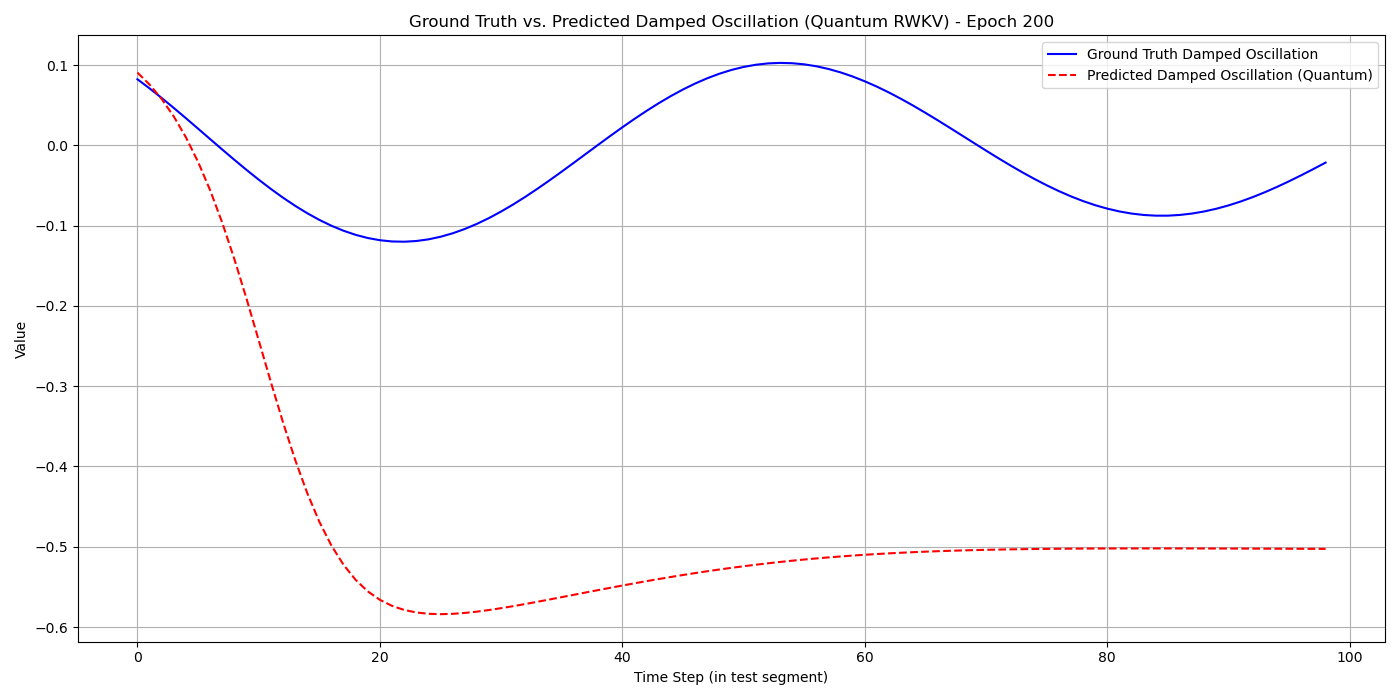 Ground Truth vs. Predicted Damped Oscillation (Quantum RWKV) - Epoch 200
Ground Truth Damped Oscillation
Predicted Damped Oscillation (Quantum)
0.1
0.0
−0.1
−0.2
−0.3
−0.4
−0.5
−0.6
Value
0 20 40 60 80 100
Time Step (in test segment)